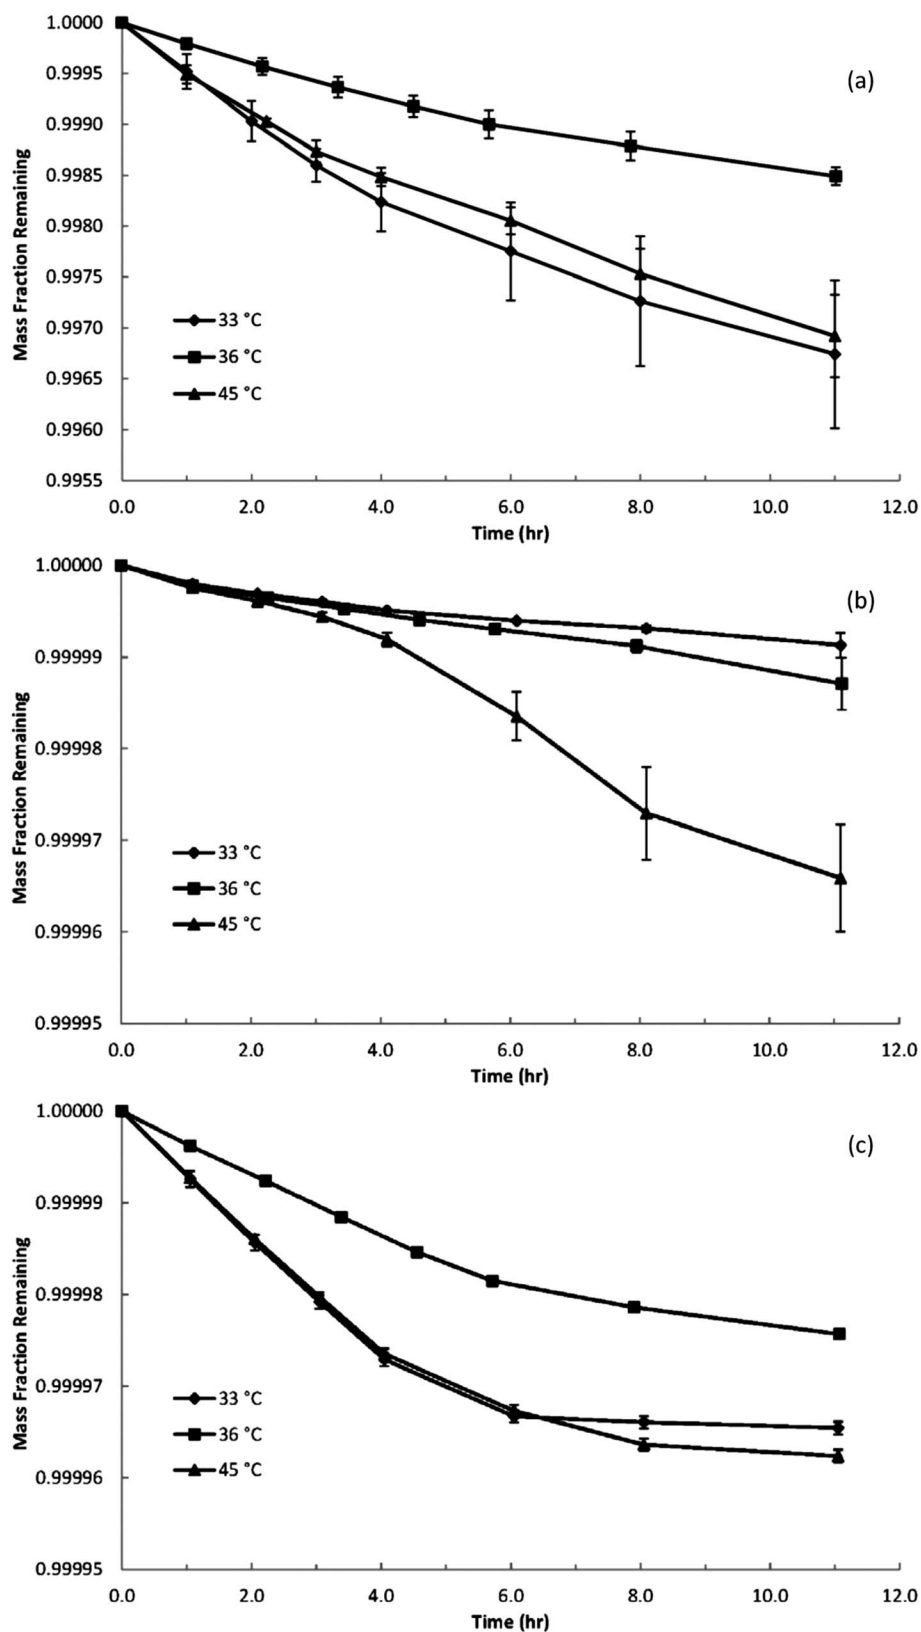 1.0000
0.9995
0.9990
0.9985
0.9980
0.9975
0.9970
0.9965
0.9960
0.9955
Mass Fraction Remaining
(a)
33 °C
36 °C
45 °C
0.0 2.0 4.0 6.0 8.0 10.0 12.0
Time (hr)
1.00000
0.99999
0.99998
0.99997
0.99996
0.99995
Mass Fraction Remaining
(b)
33 °C
36 °C
45 °C
0.0 2.0 4.0 6.0 8.0 10.0 12.0
Time (hr)
1.00000
0.99999
0.99998
0.99997
0.99996
0.99995
Mass Fraction Remaining
(c)
33 °C
36 °C
45 °C
0.0 2.0 4.0 6.0 8.0 10.0 12.0
Time (hr)